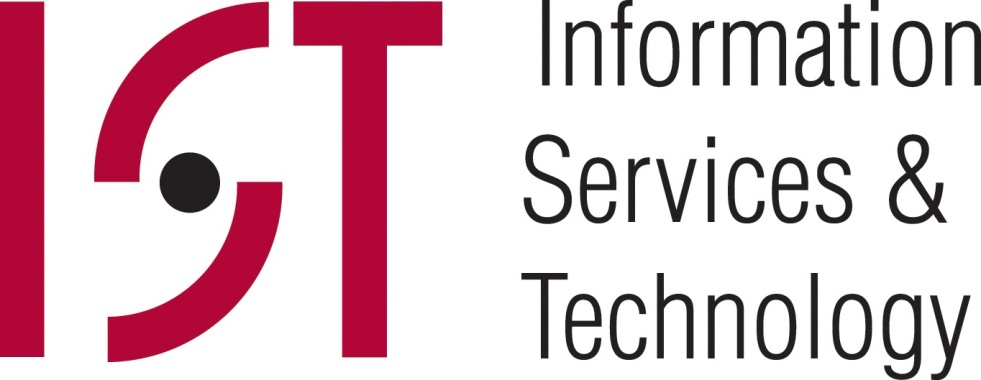 IST
Information
Services &
Technology